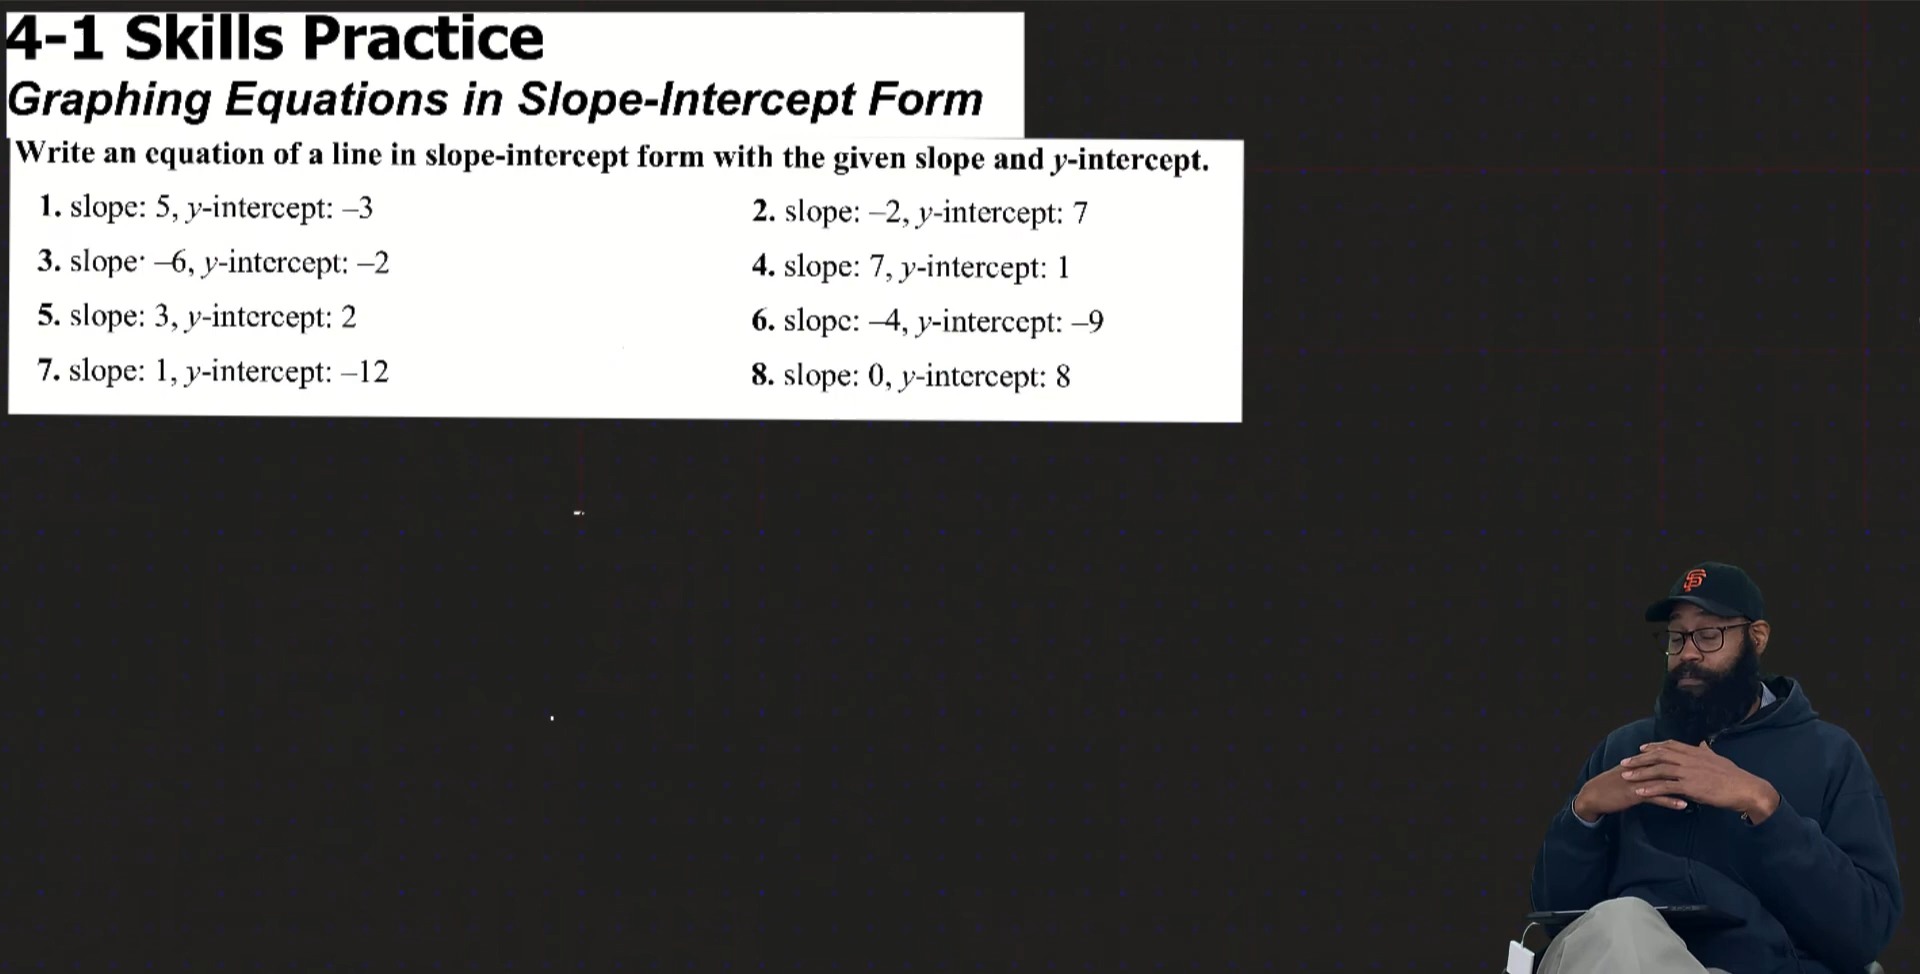 4-1 Skills Practice
Graphing Equations in Slope-Intercept Form
Write an equation of a line in slope-intercept form with the given slope and y-intercept.
1. slope: 5, y-intercept: –3
2. slope: –2, y-intercept: 7
3. slope: –6, y-intercept: –2
4. slope: 7, y-intercept: 1
5. slope: 3, y-intercept: 2
6. slope: –4, y-intercept: –9
7. slope: 1, y-intercept: –12
8. slope: 0, y-intercept: 8
SF